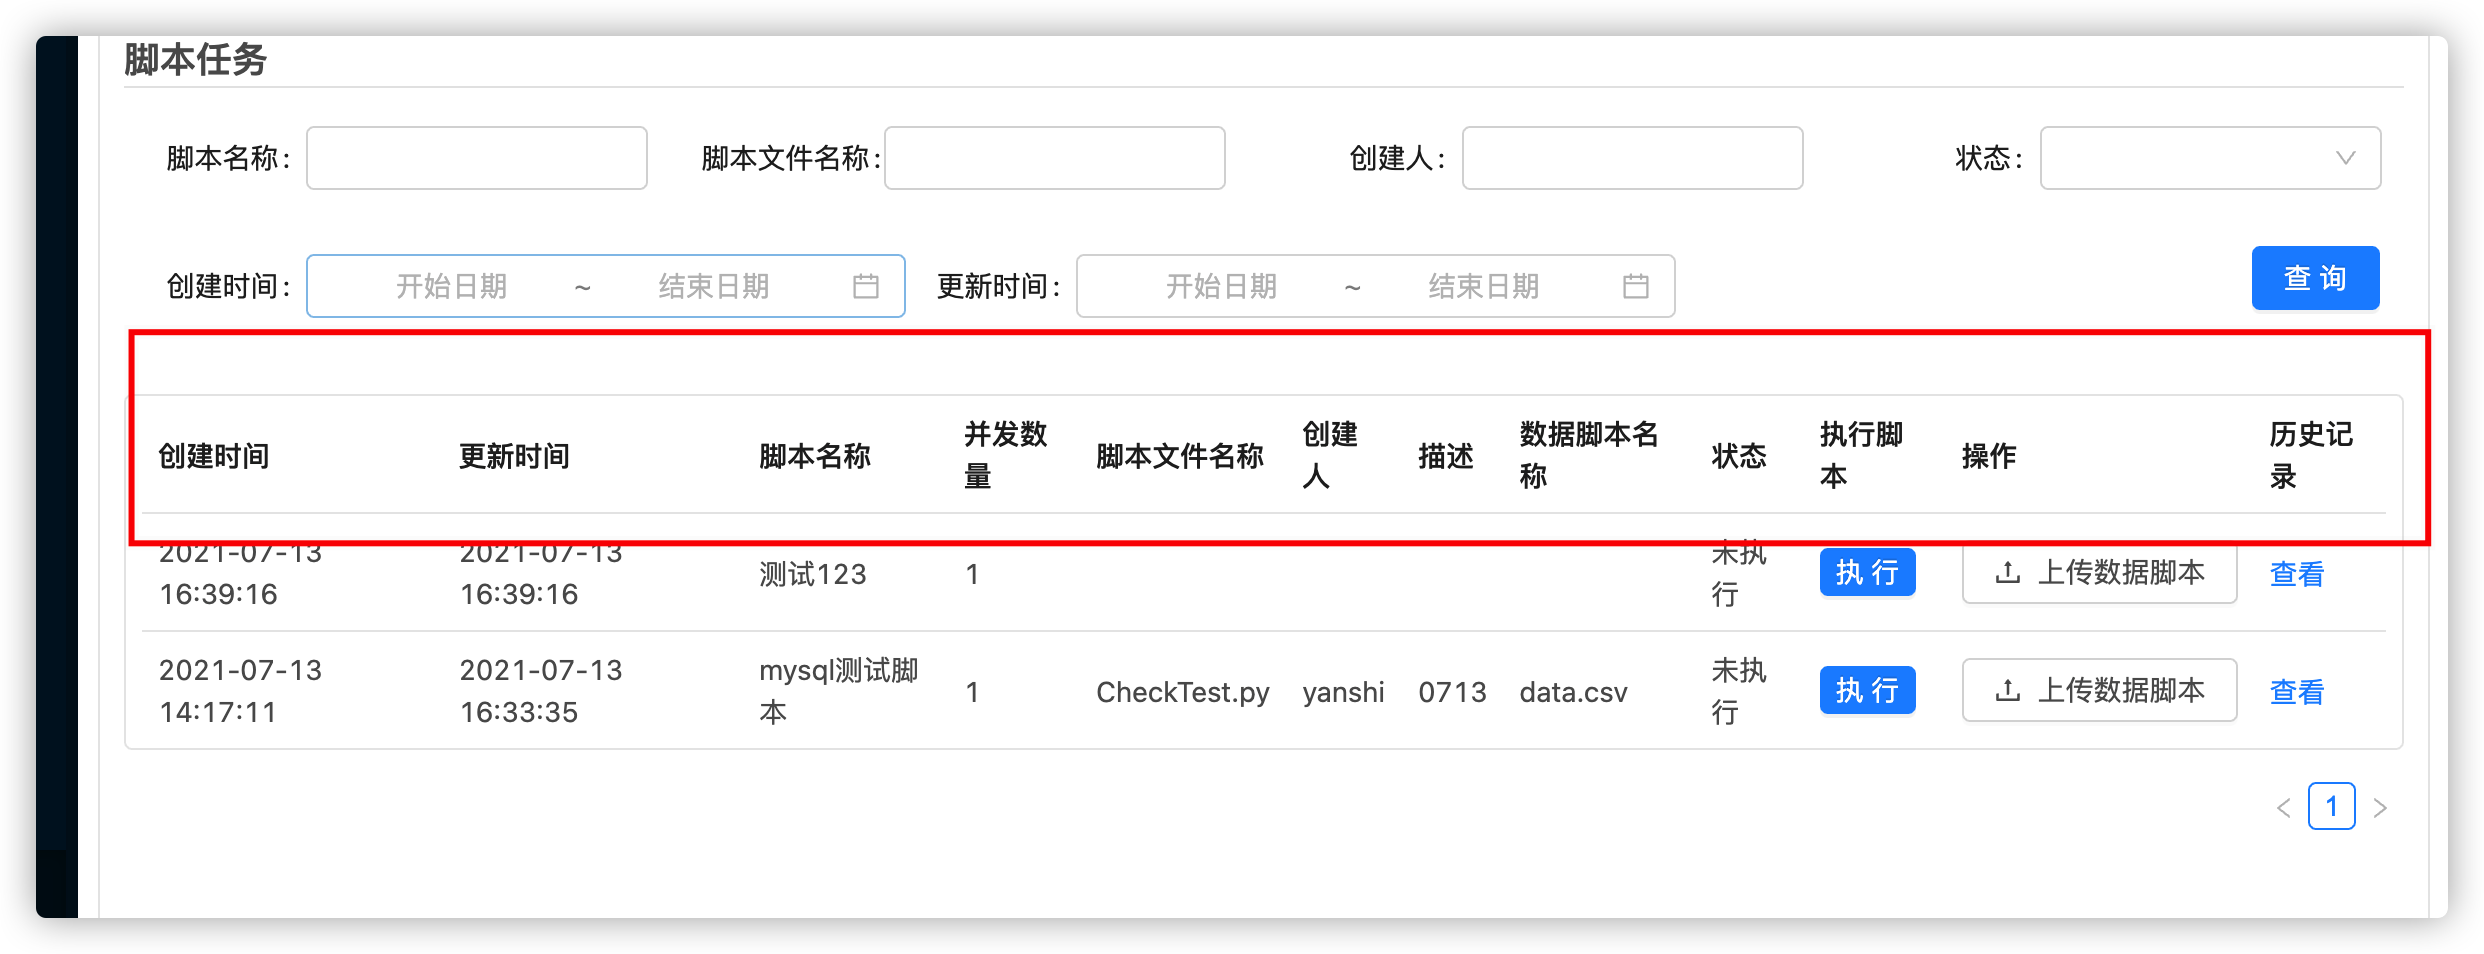 脚本任务
脚本名称: 脚本文件名称: 创建人: 状态:
创建时间: 开始日期 ~ 结束日期 更新时间: 开始日期 ~ 结束日期 查 询
创建时间 更新时间 脚本名称 并发数量 脚本文件名称 创建人 描述 数据脚本名称 状态 执行脚本 操作 历史记录
2021-07-13 16:39:16 2021-07-13 16:39:16 测试123 1 未执行 执 行 上传数据脚本 查看
2021-07-13 14:17:11 2021-07-13 16:33:35 mysql测试脚本 1 CheckTest.py yanshi 0713 data.csv 未执行 执 行 上传数据脚本 查看
< 1 >